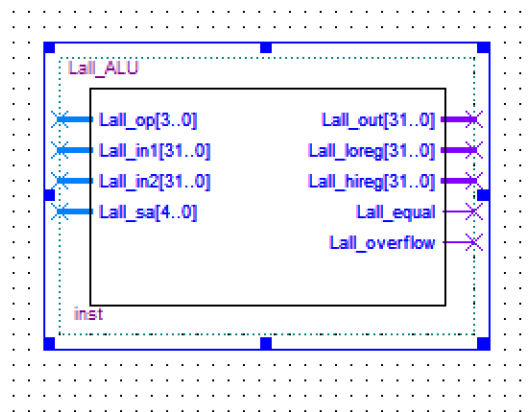 Lall_ALU
Lall_op[3..0] Lall_out[31..0]
Lall_in1[31..0] Lall_loreg[31..0]
Lall_in2[31..0] Lall_hireg[31..0]
Lall_sa[4..0] Lall_equal
Lall_overflow
inst